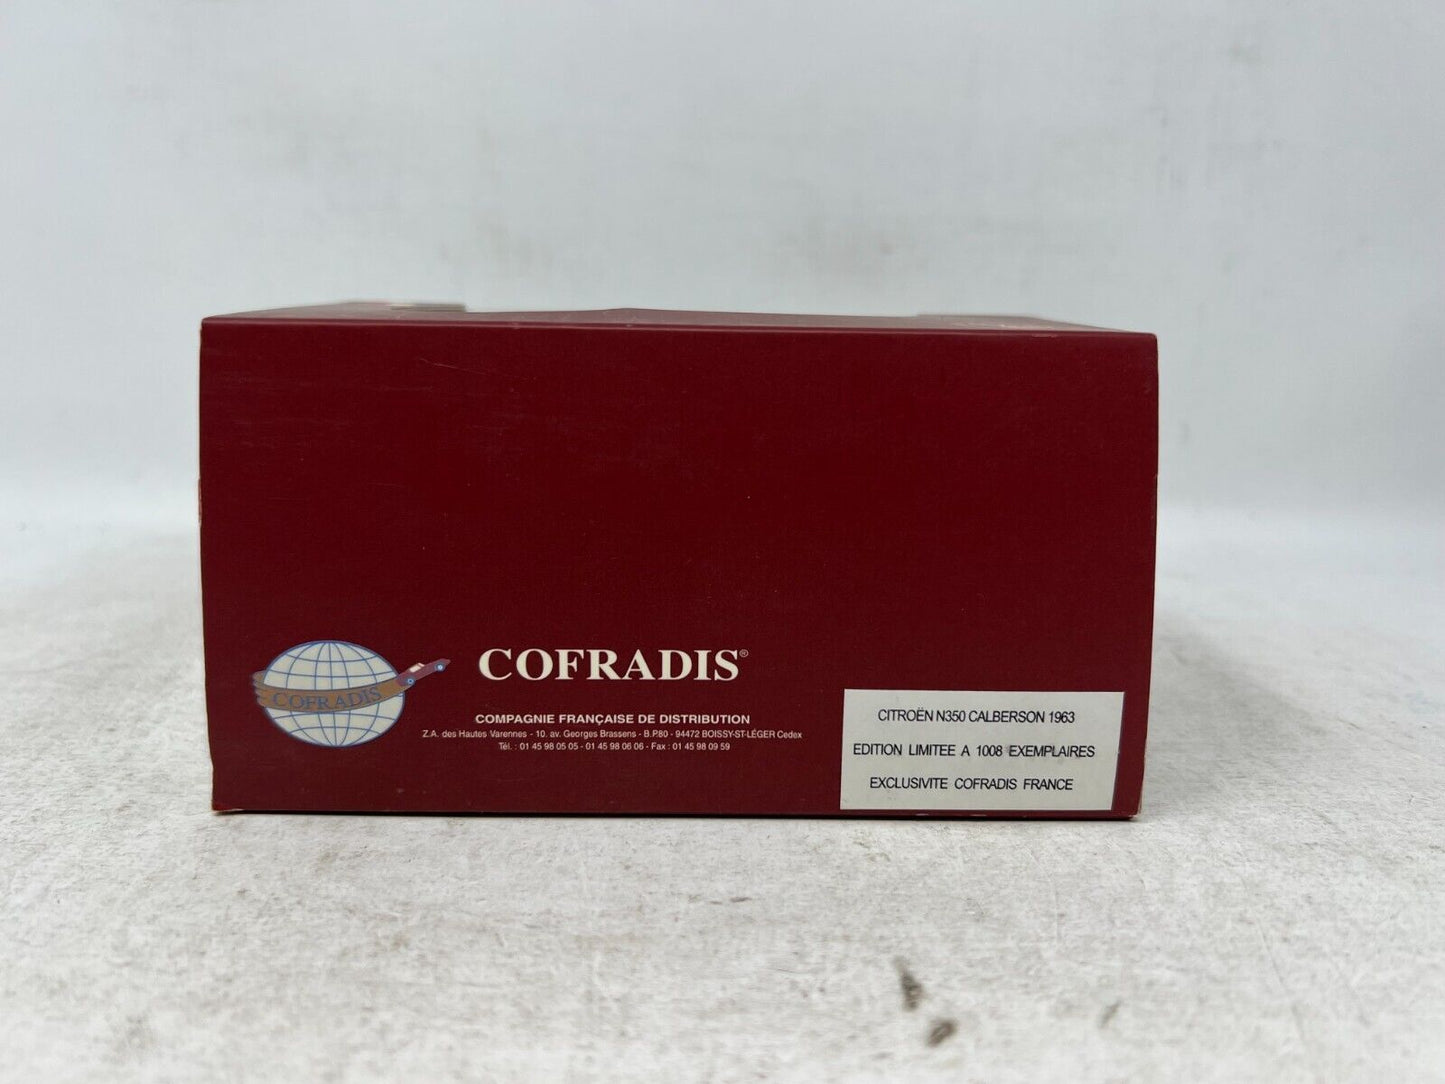 COFRADIS
COFRADIS®
COMPAGNIE FRANÇAISE DE DISTRIBUTION
Z.A. des Hautes Varennes - 10. av. Georges Brassens - B.P.80 - 94472 BOISSY-ST-LÉGER Cedex
Tél. : 01 45 98 05 05 - 01 45 98 06 06 - Fax : 01 45 98 09 59
CITROËN N350 CALBERSON 1963
EDITION LIMITEE A 1008 EXEMPLAIRES
EXCLUSIVITE COFRADIS FRANCE